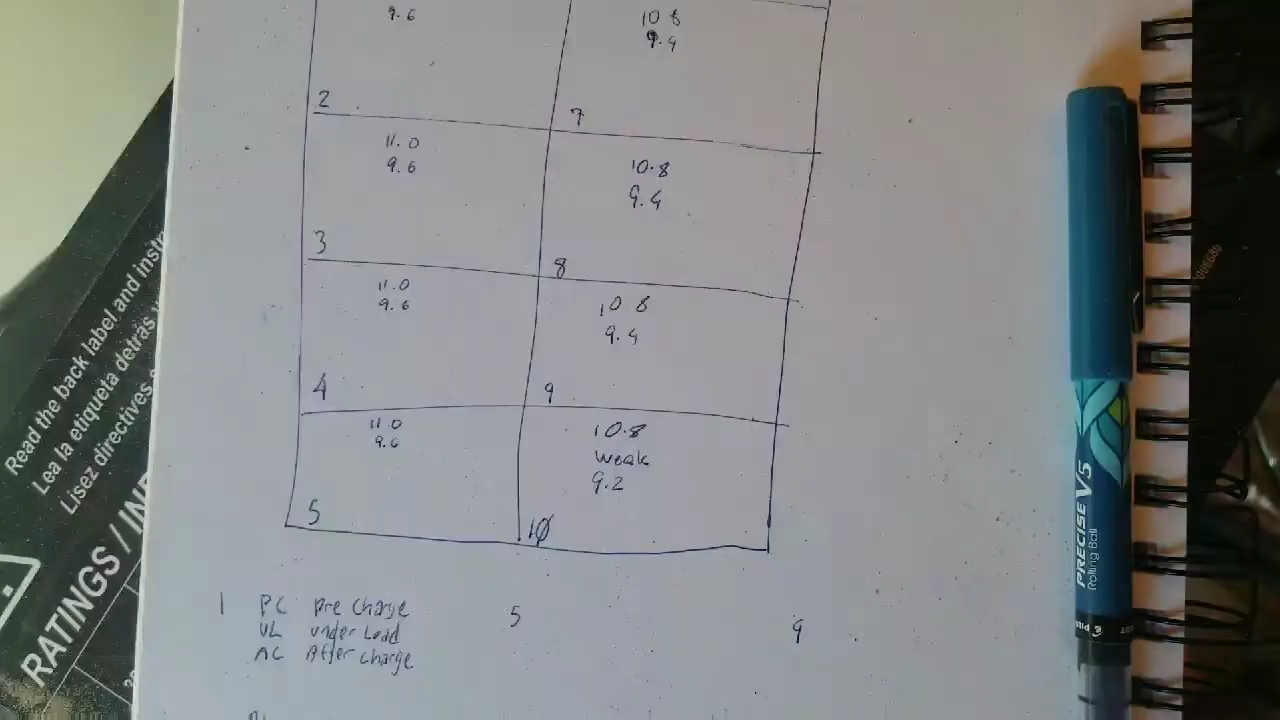 9.6
10 8
9.4
2
7
11.0
9.6
10.8
9.4
3
8
11.0
9.6
10 8
9.4
4
9
11.0
9.6
10.8
weak
9.2
5
10
1 PC Pre Charge
UL under Load
AC After charge
5
9
Read the back label and instr
Lea la etiqueta detrás
Lisez directives
RATINGS / IN
PRECISE V5
Rolling Ball